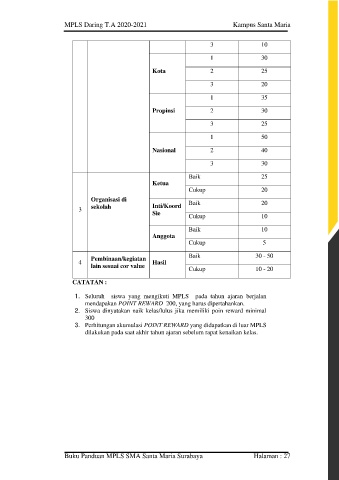 MPLS Daring T.A 2020-2021 Kampus Santa Maria
3 10
1 30
Kota 2 25
3 20
1 35
Propinsi 2 30
3 25
1 50
Nasional 2 40
3 30
3 Organisasi di sekolah Ketua Baik 25
Cukup 20
Inti/Koord Sie Baik 20
Cukup 10
Anggota Baik 10
Cukup 5
4 Pembinaan/kegiatan lain sesuai cor value Hasil Baik 30 - 50
Cukup 10 - 20
CATATAN :
1. Seluruh siswa yang mengikuti MPLS pada tahun ajaran berjalan
mendapakan POINT REWARD 200, yang harus dipertahankan.
2. Siswa dinyatakan naik kelas/lulus jika memiliki poin reward minimal
300
3. Perhitungan akumulasi POINT REWARD yang didapatkan di luar MPLS
dilakukan pada saat akhir tahun ajaran sebelum rapat kenaikan kelas.
Buku Panduan MPLS SMA Santa Maria Surabaya Halaman : 27